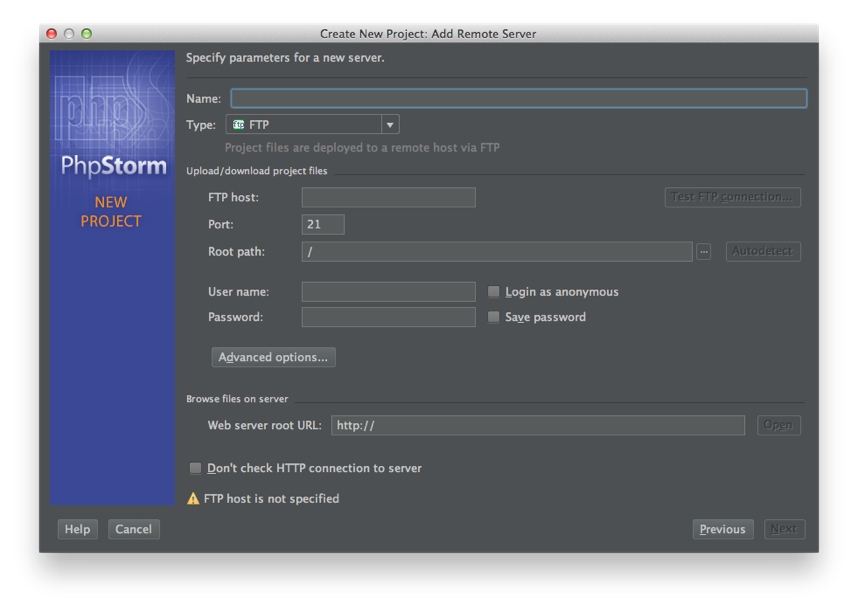 Create New Project: Add Remote Server
Specify parameters for a new server.
php
PhpStorm
NEW
PROJECT
Name:
Type: FTP FTP
Project files are deployed to a remote host via FTP
Upload/download project files
FTP host: Test FTP connection...
Port: 21
Root path: / ... Autodetect
User name: Login as anonymous
Password: Save password
Advanced options...
Browse files on server
Web server root URL: http:// Open
Don't check HTTP connection to server
FTP host is not specified
Help Cancel Previous Next